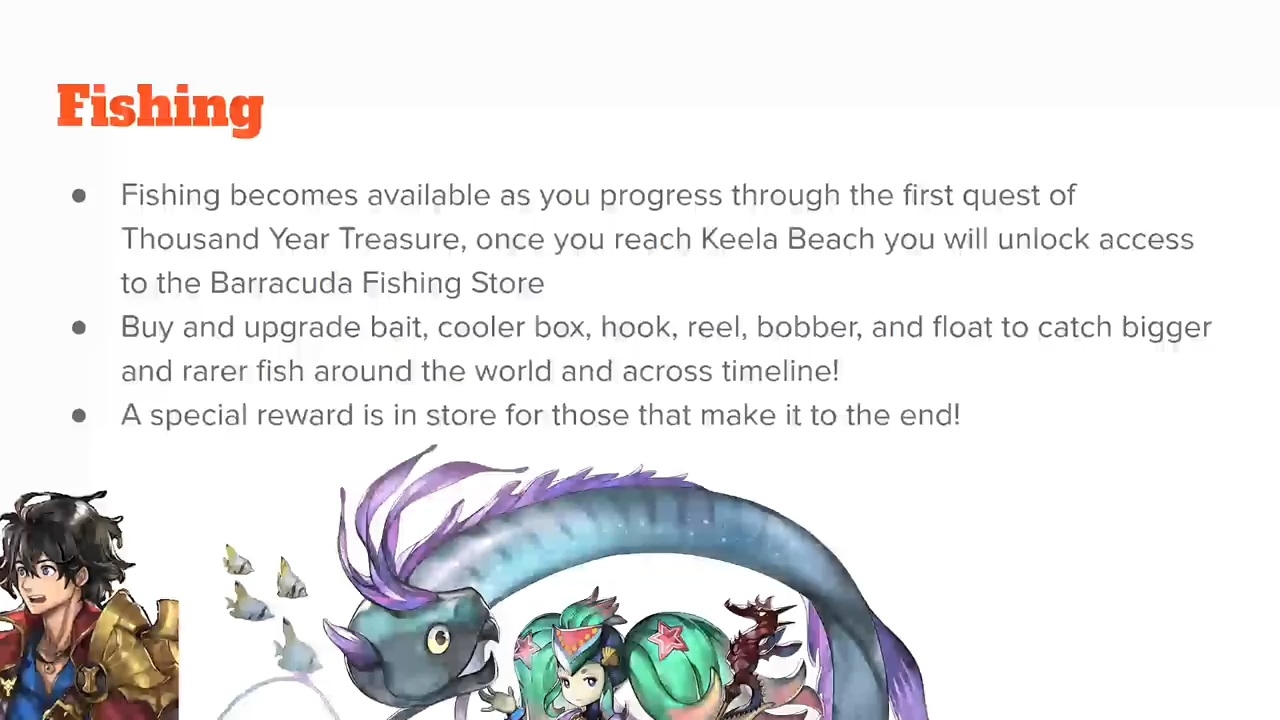 Fishing
● Fishing becomes available as you progress through the first quest of
Thousand Year Treasure, once you reach Keela Beach you will unlock access
to the Barracuda Fishing Store
● Buy and upgrade bait, cooler box, hook, reel, bobber, and float to catch bigger
and rarer fish around the world and across timeline!
● A special reward is in store for those that make it to the end!